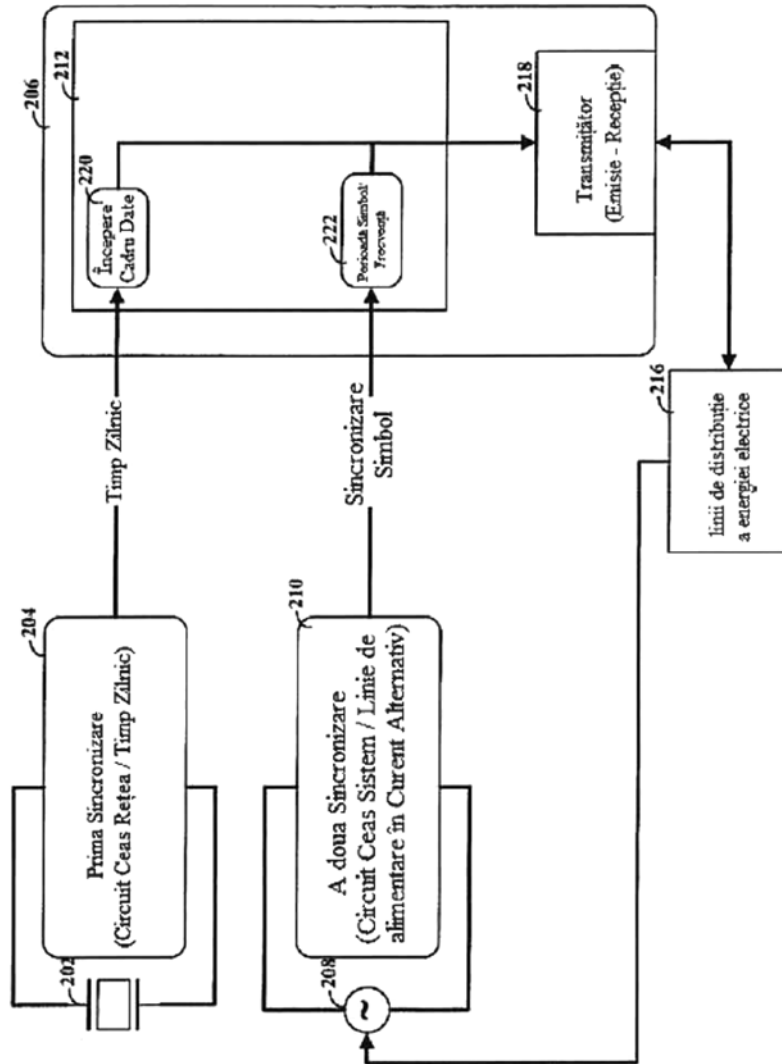 202
204
Prima Sincronizare
(Circuit Ceas Rețea / Timp Zilnic)
Timp Zilnic
206
212
220
Începere
Cadru Date
208
~
210
A doua Sincronizare
(Circuit Ceas Sistem / Linie de
alimentare în Curent Alternativ)
Sincronizare
Simbol
222
Perioadă Simbol/
Frecvență
218
Transmițător
(Emisie - Recepție)
216
linii de distribuție
a energiei electrice